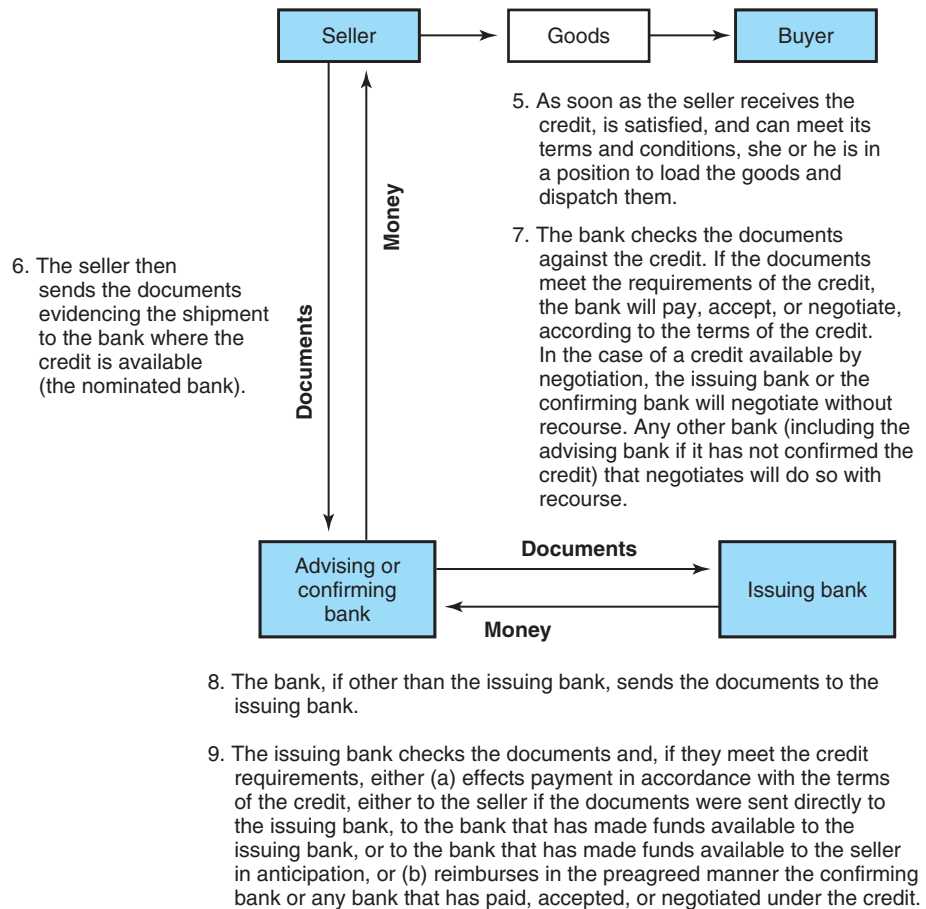 Seller
Goods
Buyer
5. As soon as the seller receives the
credit, is satisfied, and can meet its
terms and conditions, she or he is in
a position to load the goods and
dispatch them.
Money
7. The bank checks the documents
against the credit. If the documents
meet the requirements of the credit,
the bank will pay, accept, or negotiate,
according to the terms of the credit.
In the case of a credit available by
negotiation, the issuing bank or the
confirming bank will negotiate without
recourse. Any other bank (including the
advising bank if it has not confirmed the
credit) that negotiates will do so with
recourse.
6. The seller then
sends the documents
evidencing the shipment
to the bank where the
credit is available
(the nominated bank).
Documents
Advising or
confirming
bank
Documents
Money
Issuing bank
8. The bank, if other than the issuing bank, sends the documents to the
issuing bank.
9. The issuing bank checks the documents and, if they meet the credit
requirements, either (a) effects payment in accordance with the terms
of the credit, either to the seller if the documents were sent directly to
the issuing bank, to the bank that has made funds available to the
issuing bank, or to the bank that has made funds available to the seller
in anticipation, or (b) reimburses in the preagreed manner the confirming
bank or any bank that has paid, accepted, or negotiated under the credit.